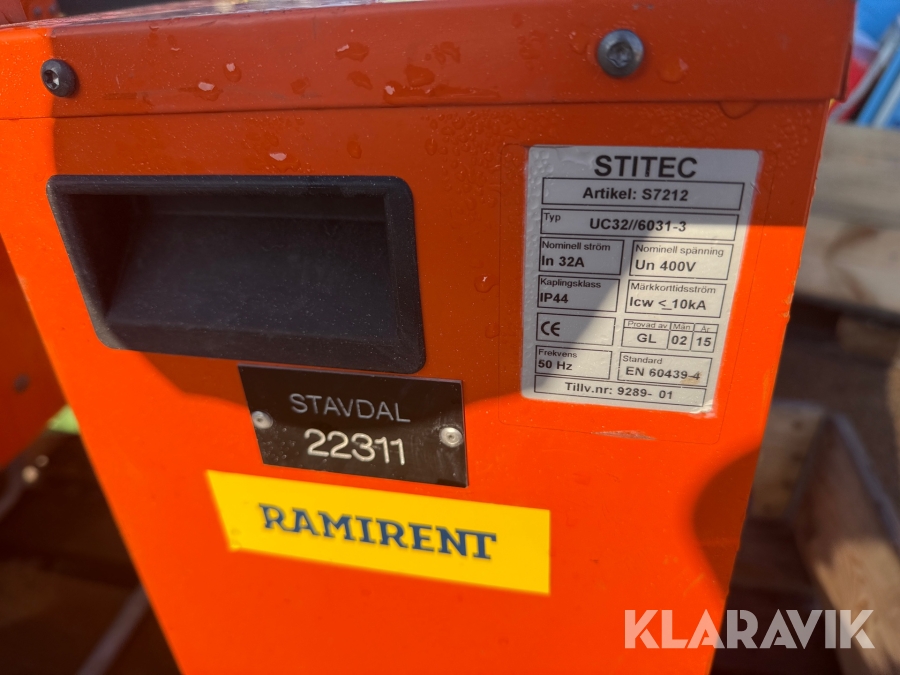 STITEC
Artikel: S7212
Typ UC32//6031-3
Nominell ström Nominell spänning
In 32A Un 400V
Kaplingsklass Märkkorttidsström
IP44 Icw ≤ 10kA
CE
Provad av Mån. År
GL 02 15
Frekvens Standard
50 Hz EN 60439-4
Tillv.nr: 9289- 01
STAVDAL
22311
RAMIRENT
KLARAVIK